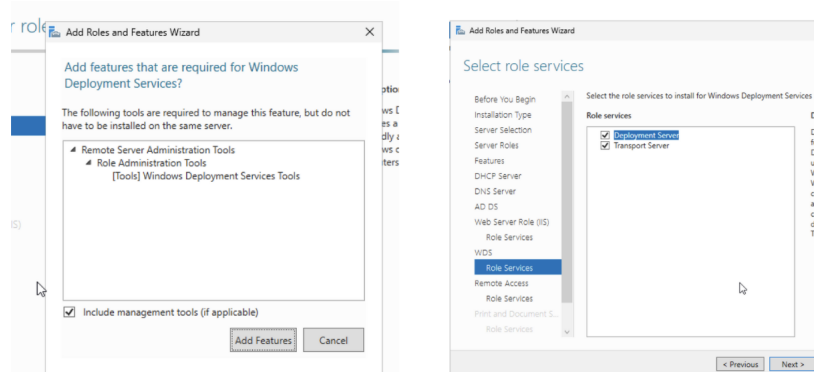 r role
Add Roles and Features Wizard
Add features that are required for Windows
Deployment Services?
The following tools are required to manage this feature, but do not
have to be installed on the same server.
Remote Server Administration Tools
Role Administration Tools
[Tools] Windows Deployment Services Tools
Include management tools (if applicable)
Add Features
Cancel
Add Roles and Features Wizard
Select role services
Before You Begin
Installation Type
Server Selection
Server Roles
Features
DHCP Server
DNS Server
AD DS
Web Server Role (IIS)
Role Services
WDS
Role Services
Remote Access
Role Services
Print and Document S...
Role Services
Select the role services to install for Windows Deployment Services
Role services
Deployment Server
Transport Server
< Previous
Next >